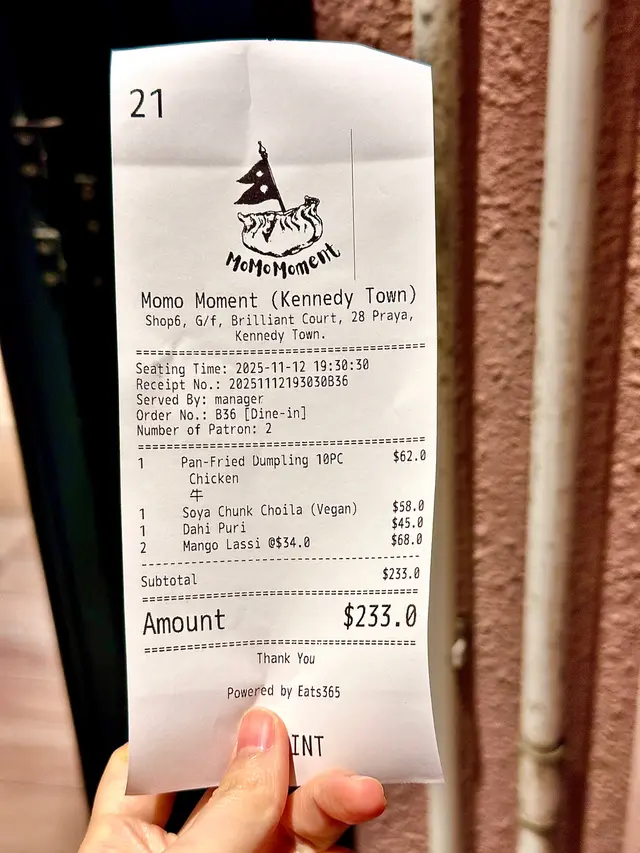 21
MoMoMoment
Momo Moment (Kennedy Town)
Shop6, G/f, Brilliant Court, 28 Praya,
Kennedy Town.
Seating Time: 2025-11-12 19:30:30
Receipt No.: 20251112193030B36
Served By: manager
Order No.: B36 [Dine-in]
Number of Patron: 2
1 Pan-Fried Dumpling 10PC $62.0
Chicken
牛
1 Soya Chunk Choila (Vegan) $58.0
1 Dahi Puri $45.0
2 Mango Lassi @$34.0 $68.0
Subtotal $233.0
Amount $233.0
Thank You
Powered by Eats365
INT